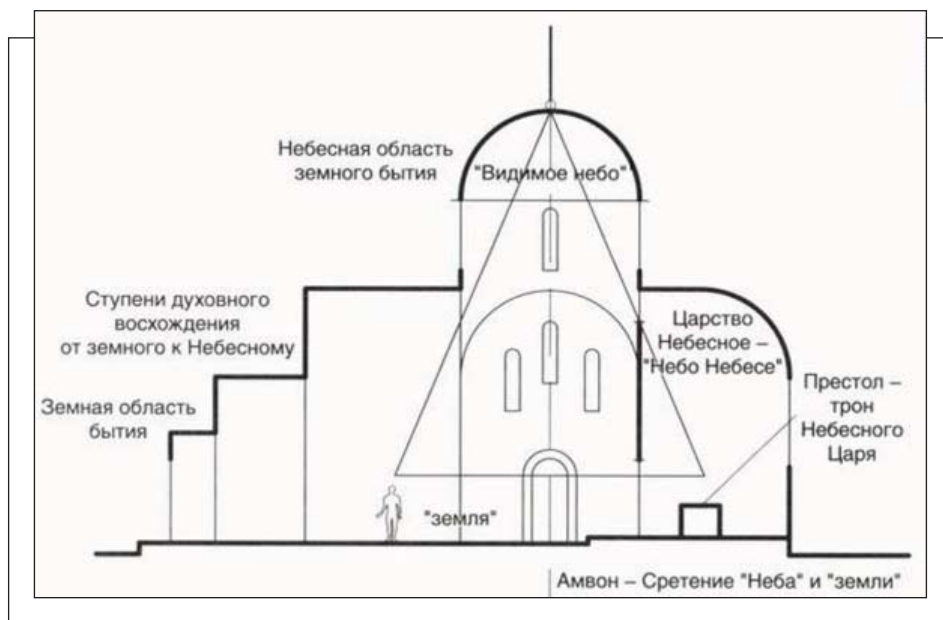 Небесная область
земного бытия
"Видимое небо"
Ступени духовного
восхождения
от земного к Небесному
Царство
Небесное –
"Небо Небесе"
Земная область
бытия
Престол –
трон
Небесного
Царя
"земля"
Амвон – Сретение "Неба" и "земли"